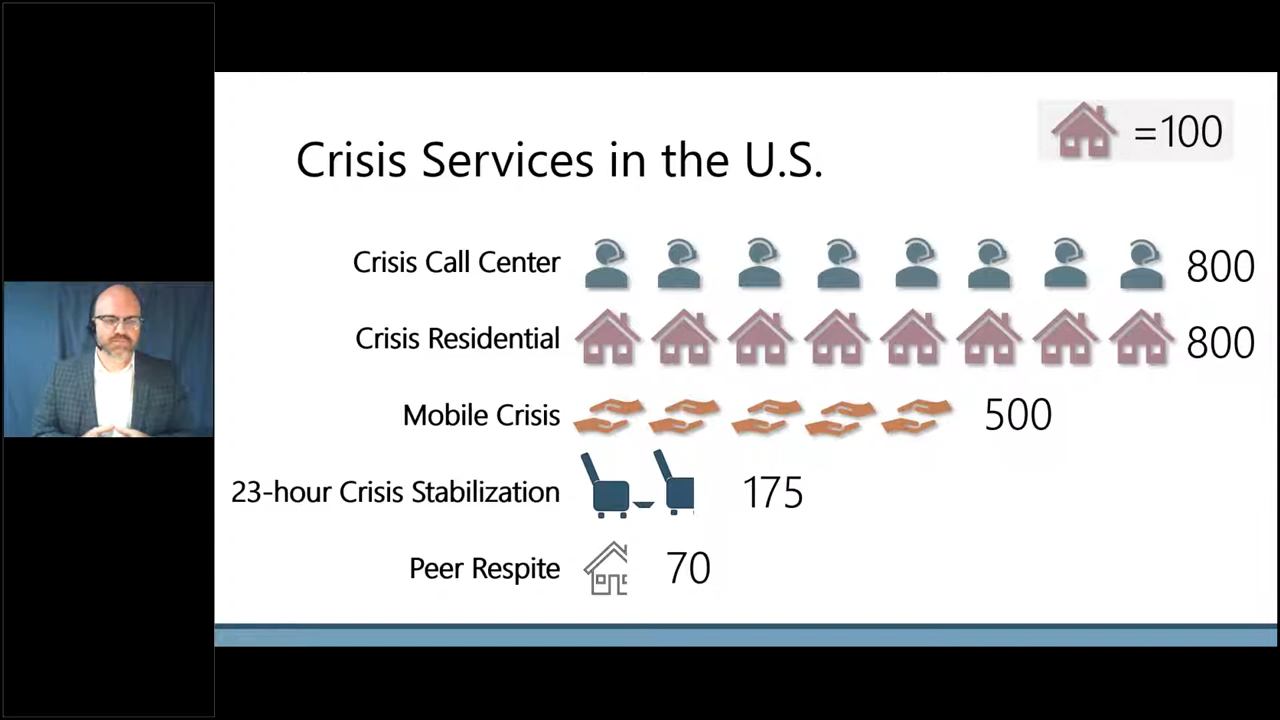 =100
Crisis Services in the U.S.
Crisis Call Center 800
Crisis Residential 800
Mobile Crisis 500
23-hour Crisis Stabilization 175
Peer Respite 70